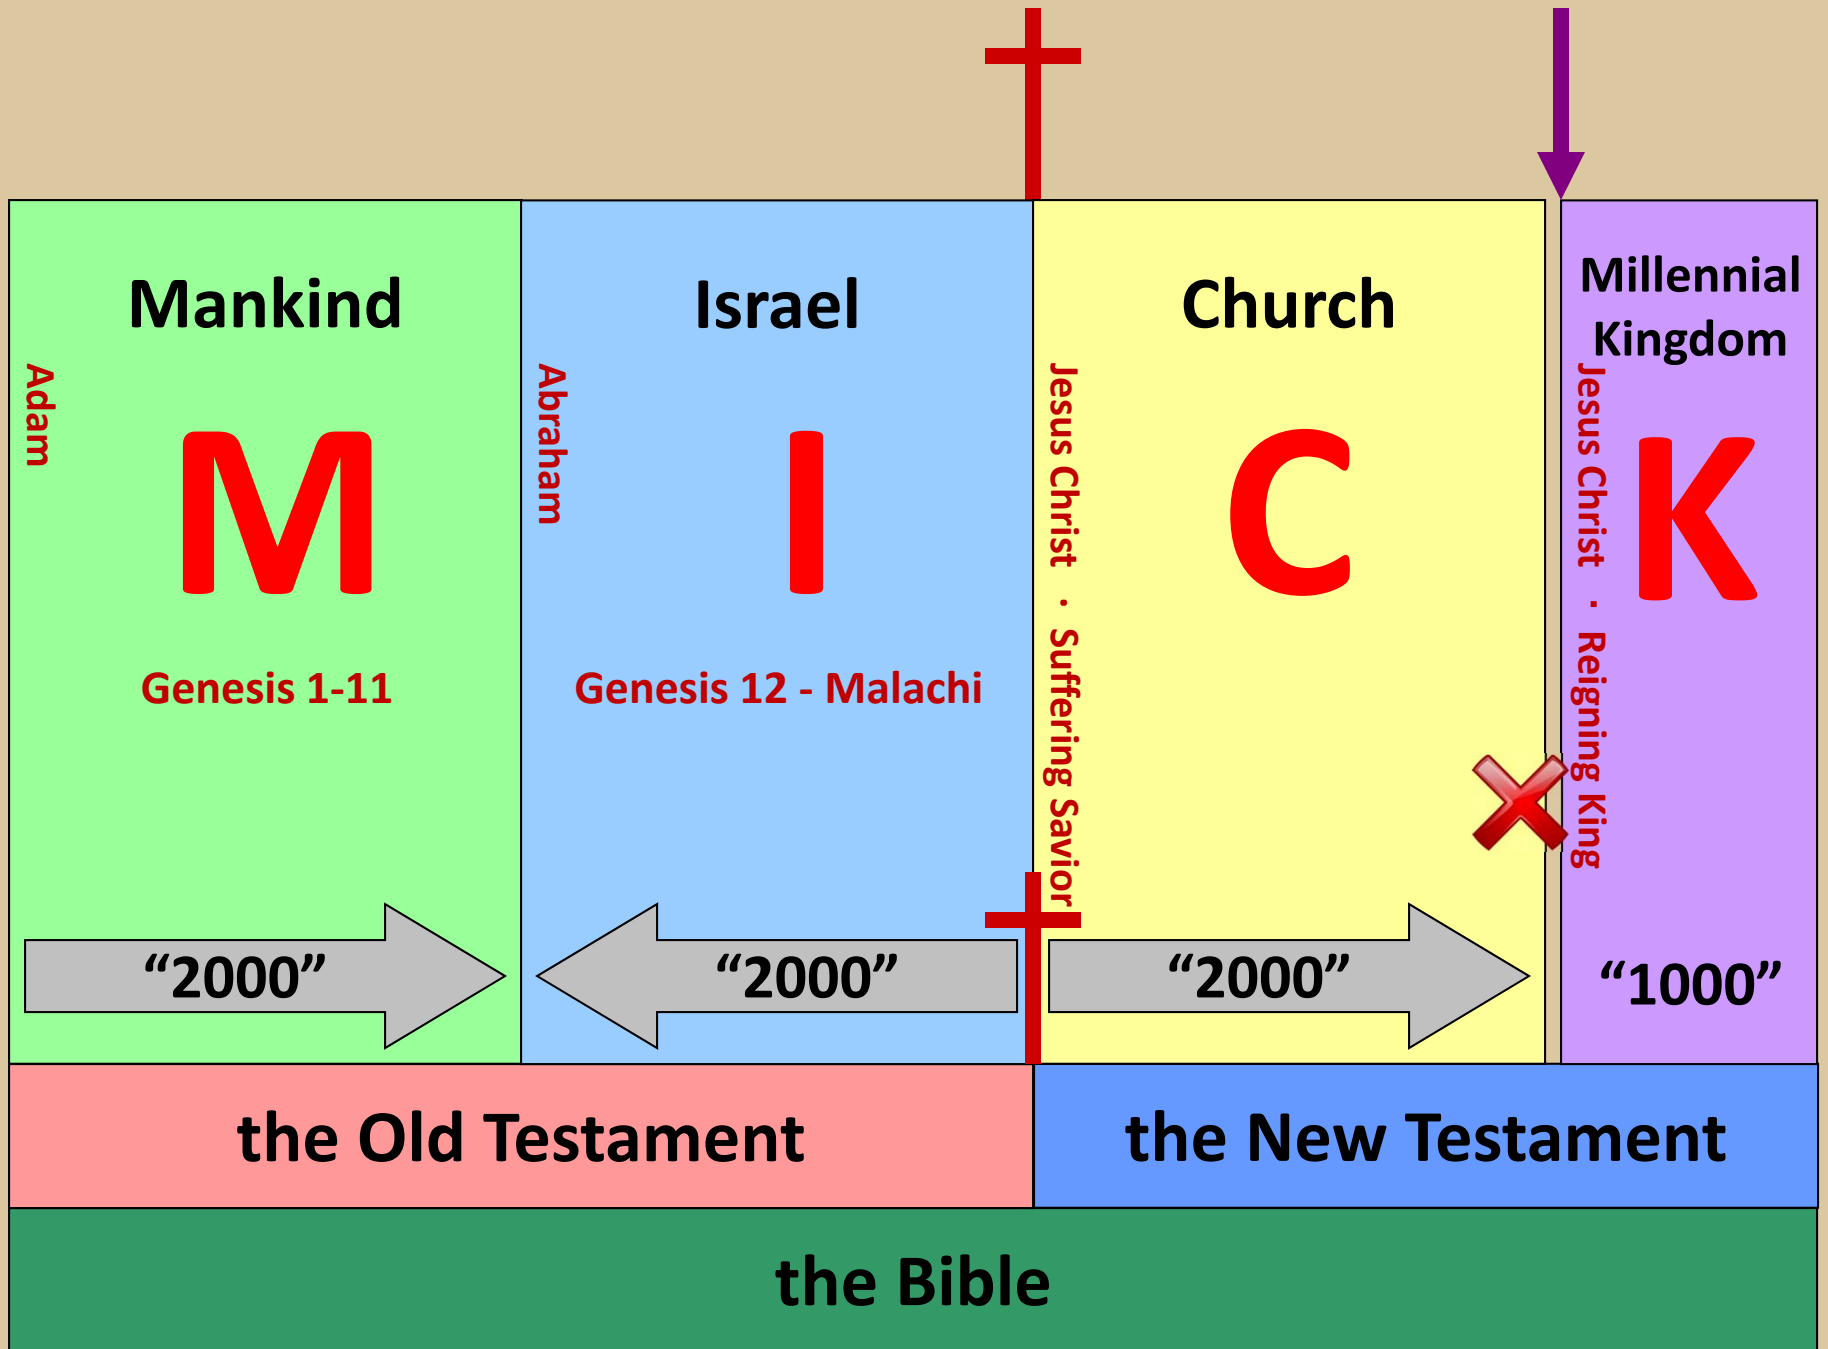 Mankind
Adam
M
Genesis 1-11
“2000”
Israel
Abraham
I
Genesis 12 - Malachi
“2000”
Church
Jesus Christ · Suffering Savior
C
“2000”
Millennial
Kingdom
Jesus Christ · Reigning King
K
“1000”
the Old Testament
the New Testament
the Bible